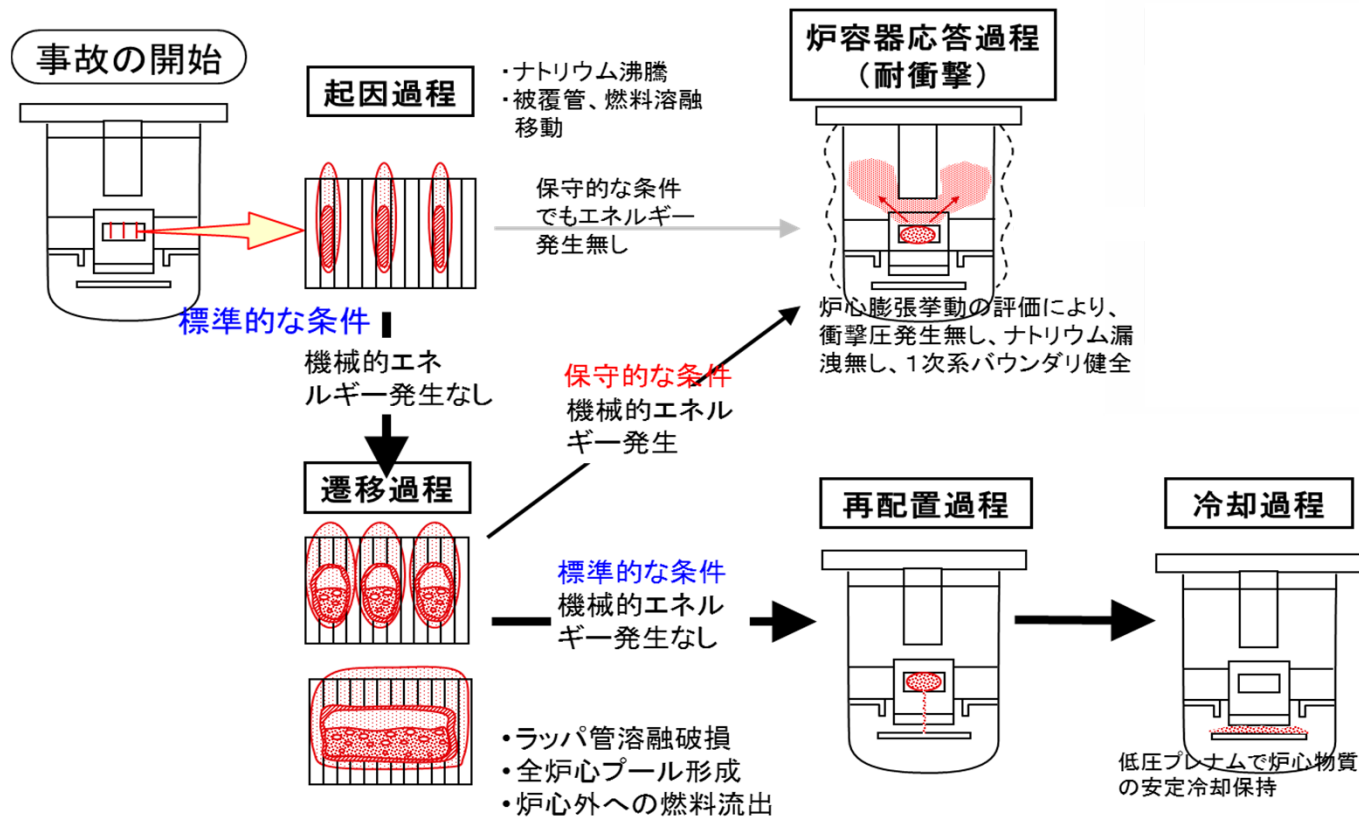 事故の開始
起因過程
・ナトリウム沸騰
・被覆管、燃料溶融
移動
炉容器応答過程
（耐衝撃）
保守的な条件
でもエネルギー
発生無し
炉心膨張挙動の評価により、
衝撃圧発生無し、ナトリウム漏
洩無し、１次系バウンダリ健全
標準的な条件
機械的エネ
ルギー発生なし
保守的な条件
機械的エネル
ギー発生
遷移過程
標準的な条件
機械的エネル
ギー発生なし
・ラッパ管溶融破損
・全炉心プール形成
・炉心外への燃料流出
再配置過程
冷却過程
低圧プレナムで炉心物質
の安定冷却保持